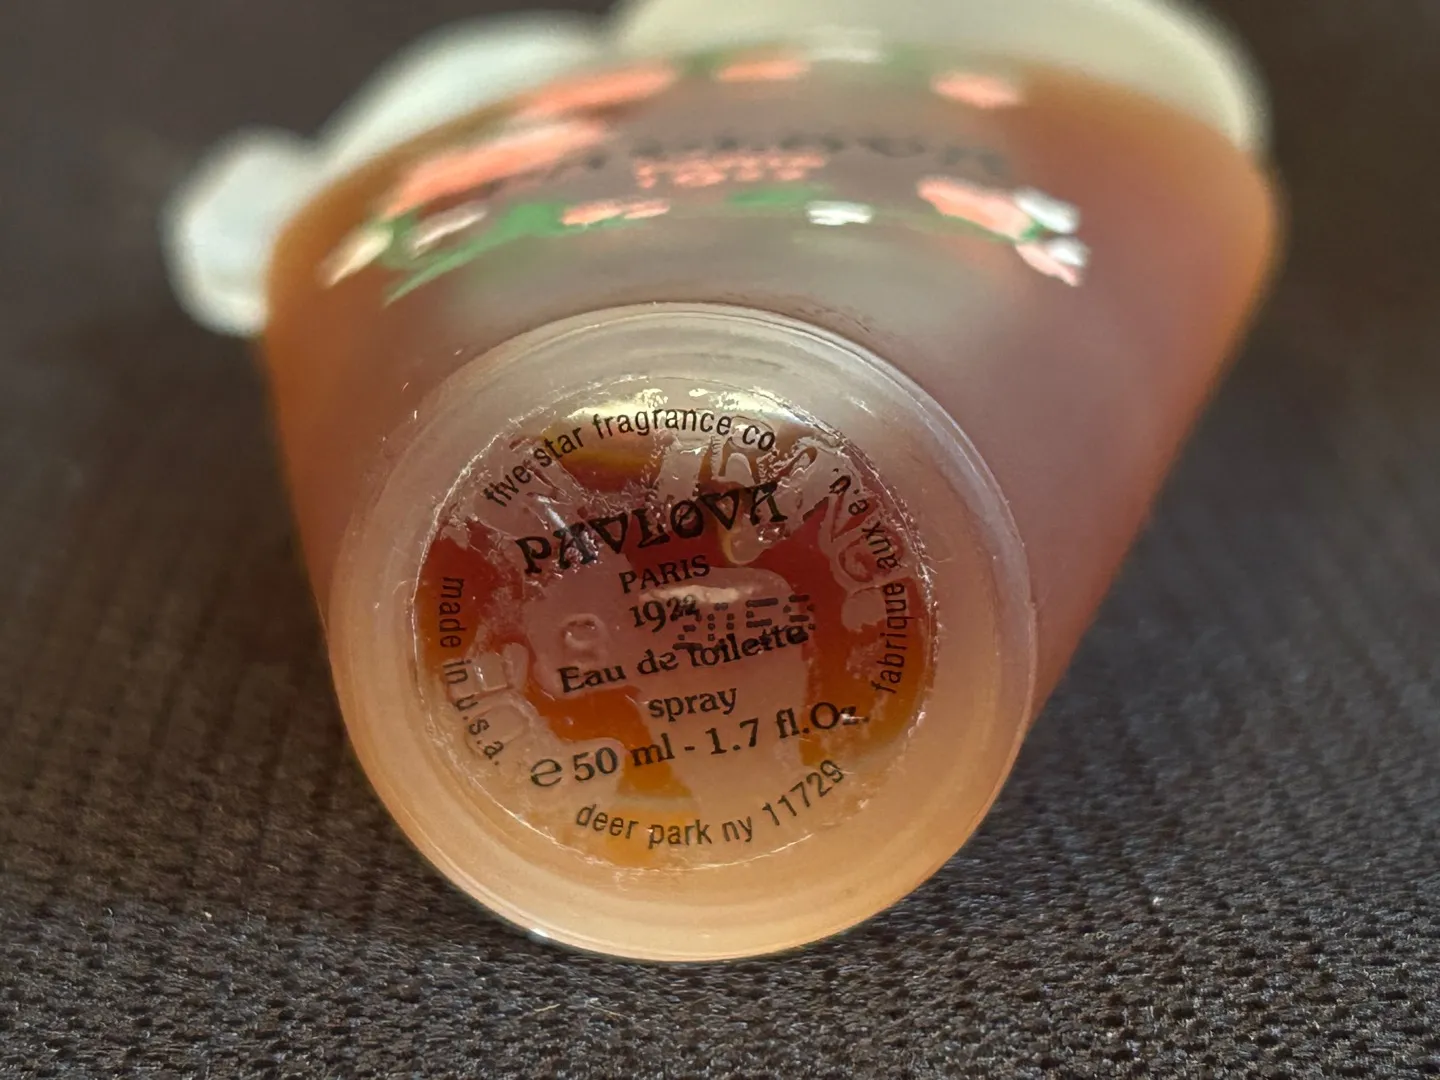 five star fragrance co.
PAVLOVA
PARIS
1922
Eau de toilette
spray
℮ 50 ml - 1.7 fl.Oz.
deer park ny 11729
made in u.s.a.
fabrique aux e.u.